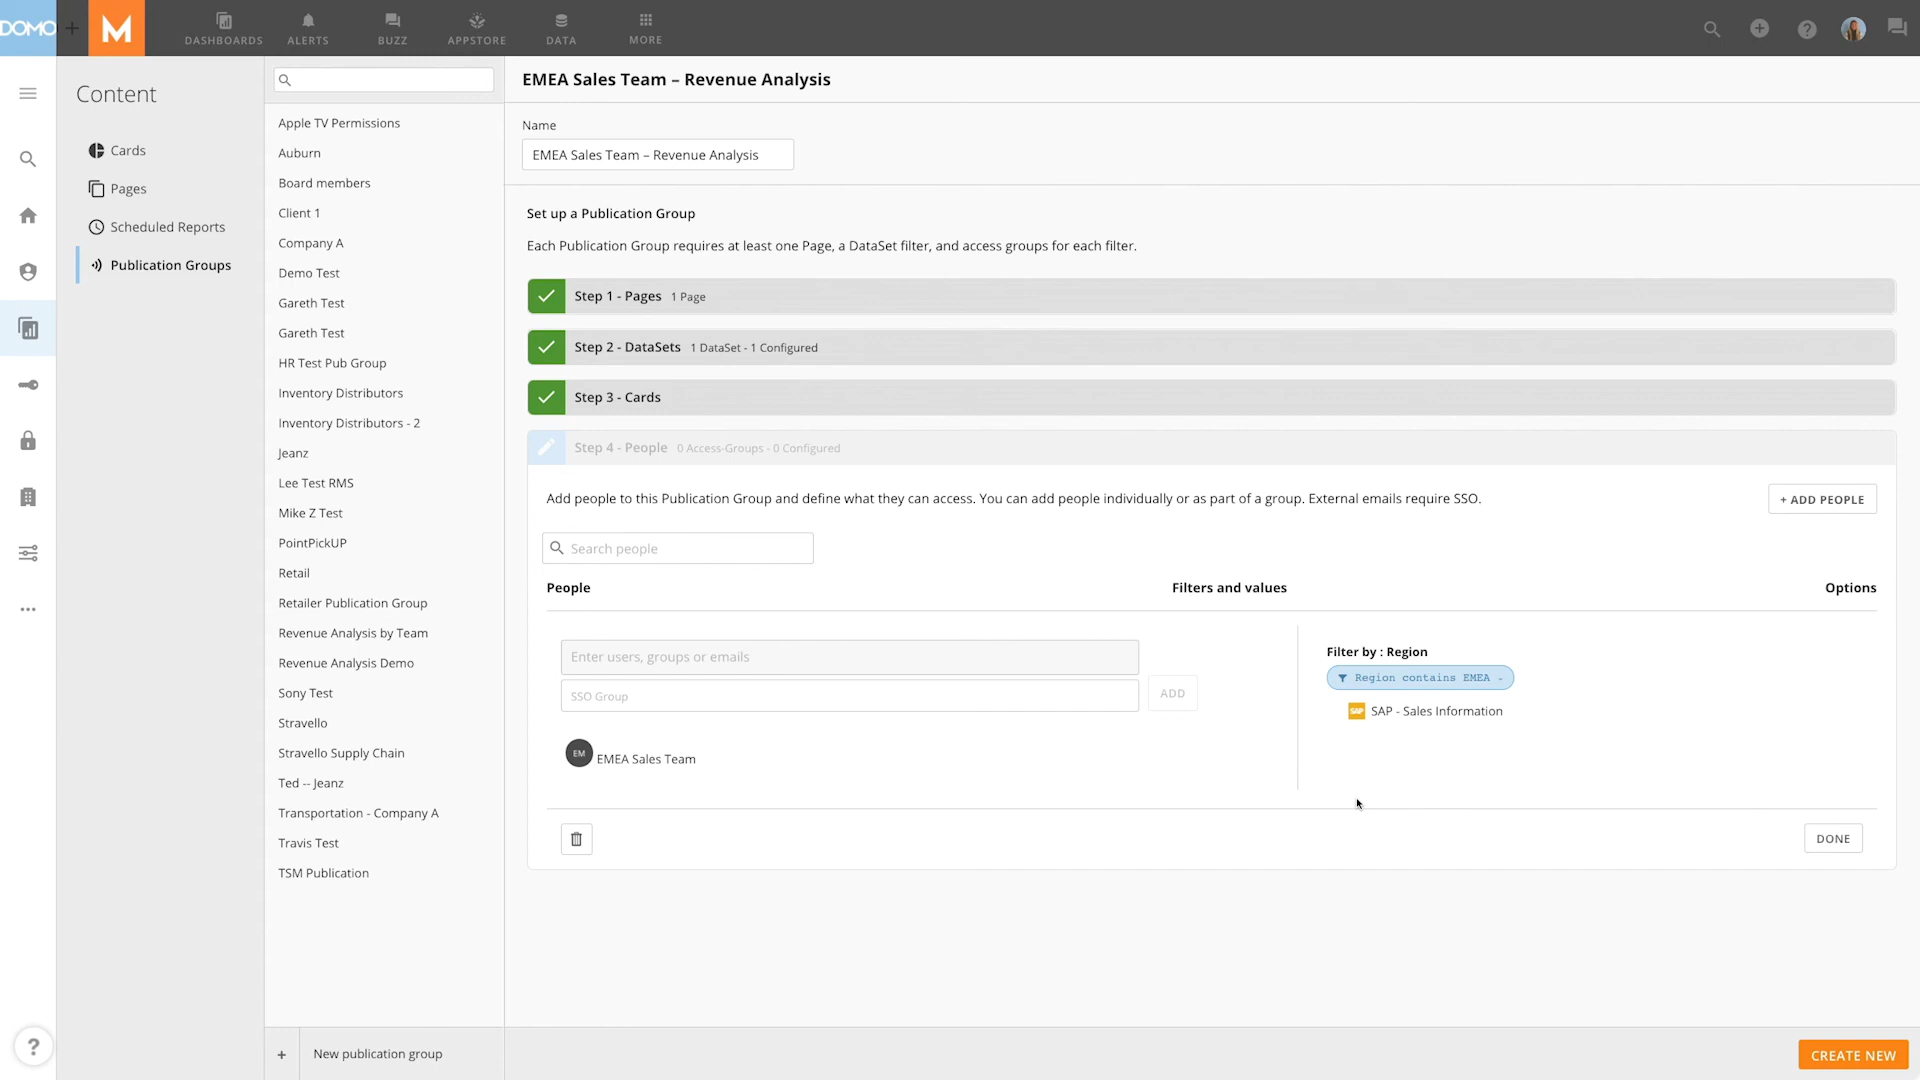 DOMO
M
DASHBOARDS
ALERTS
BUZZ
APPSTORE
DATA
MORE
Content
Cards
Pages
Scheduled Reports
Publication Groups
Apple TV Permissions
Auburn
Board members
Client 1
Company A
Demo Test
Gareth Test
Gareth Test
HR Test Pub Group
Inventory Distributors
Inventory Distributors - 2
Jeanz
Lee Test RMS
Mike Z Test
PointPickUP
Retail
Retailer Publication Group
Revenue Analysis by Team
Revenue Analysis Demo
Sony Test
Stravello
Stravello Supply Chain
Ted -- Jeanz
Transportation - Company A
Travis Test
TSM Publication
+ New publication group
EMEA Sales Team – Revenue Analysis
Name
EMEA Sales Team – Revenue Analysis
Set up a Publication Group
Each Publication Group requires at least one Page, a DataSet filter, and access groups for each filter.
Step 1 - Pages 1 Page
Step 2 - DataSets 1 DataSet - 1 Configured
Step 3 - Cards
Step 4 - People 0 Access-Groups - 0 Configured
Add people to this Publication Group and define what they can access. You can add people individually or as part of a group. External emails require SSO.
+ ADD PEOPLE
Search people
People Filters and values Options
Enter users, groups or emails
SSO Group
ADD
EM EMEA Sales Team
Filter by : Region
Region contains EMEA -
SAP SAP - Sales Information
DONE
CREATE NEW
?